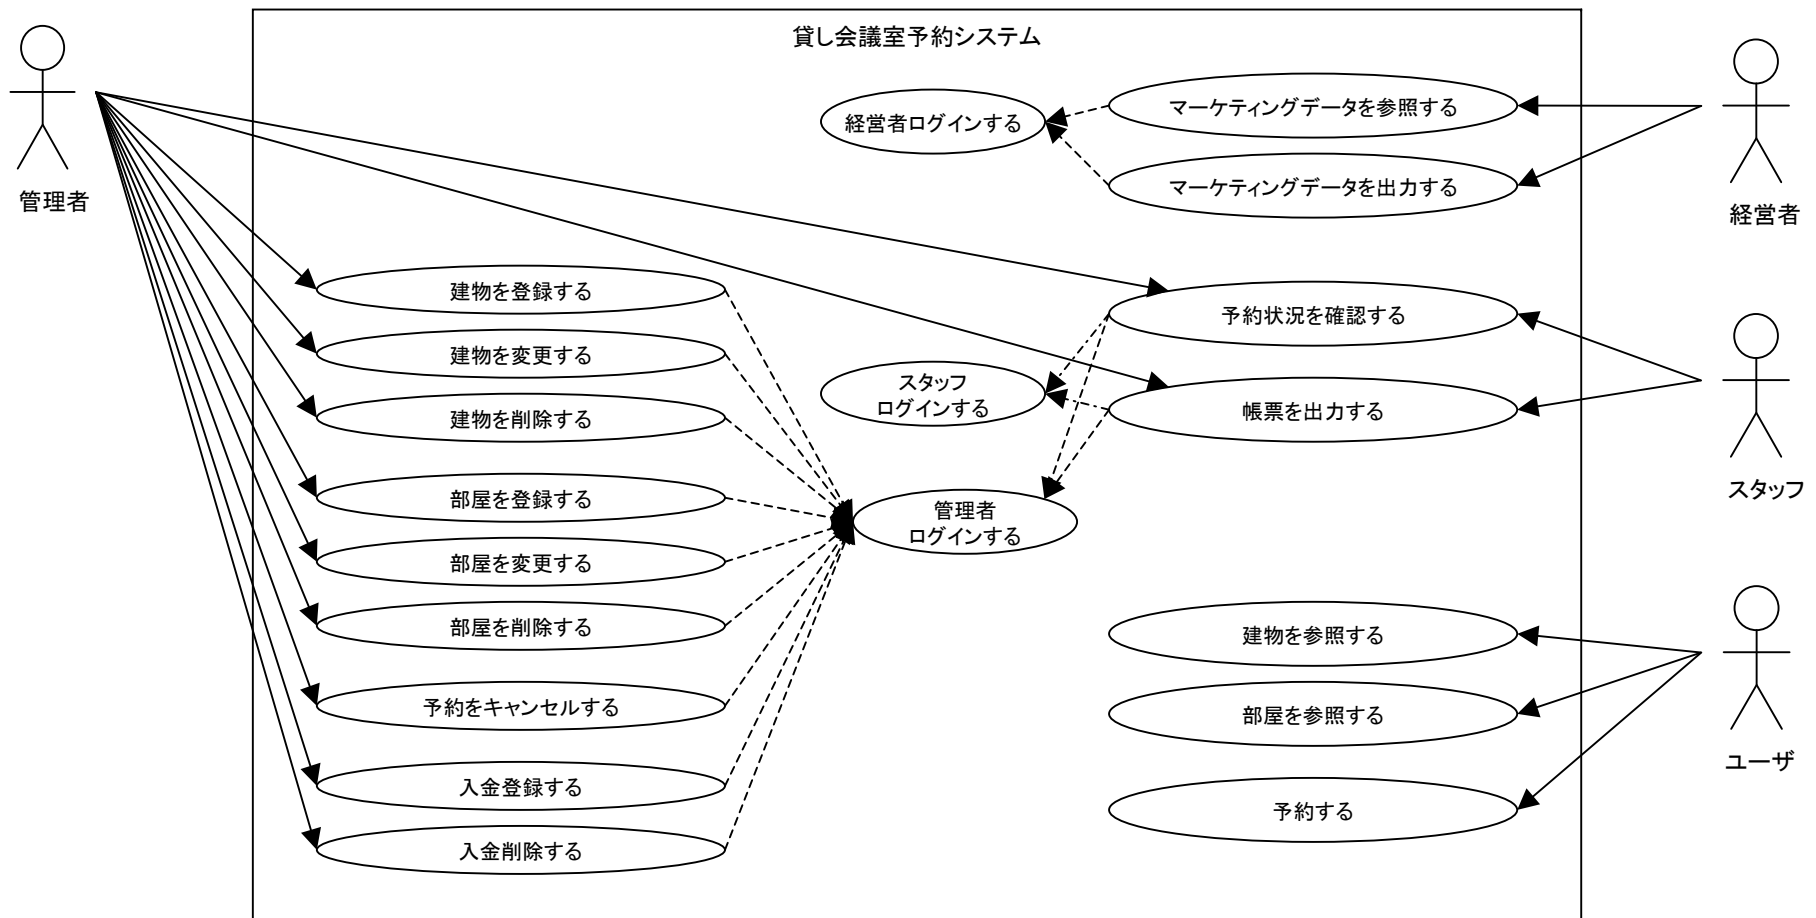 貸し会議室予約システム
管理者
経営者
スタッフ
ユーザ
経営者ログインする
マーケティングデータを参照する
マーケティングデータを出力する
建物を登録する
建物を変更する
建物を削除する
部屋を登録する
部屋を変更する
部屋を削除する
予約をキャンセルする
入金登録する
入金削除する
スタッフ
ログインする
管理者
ログインする
予約状況を確認する
帳票を出力する
建物を参照する
部屋を参照する
予約する